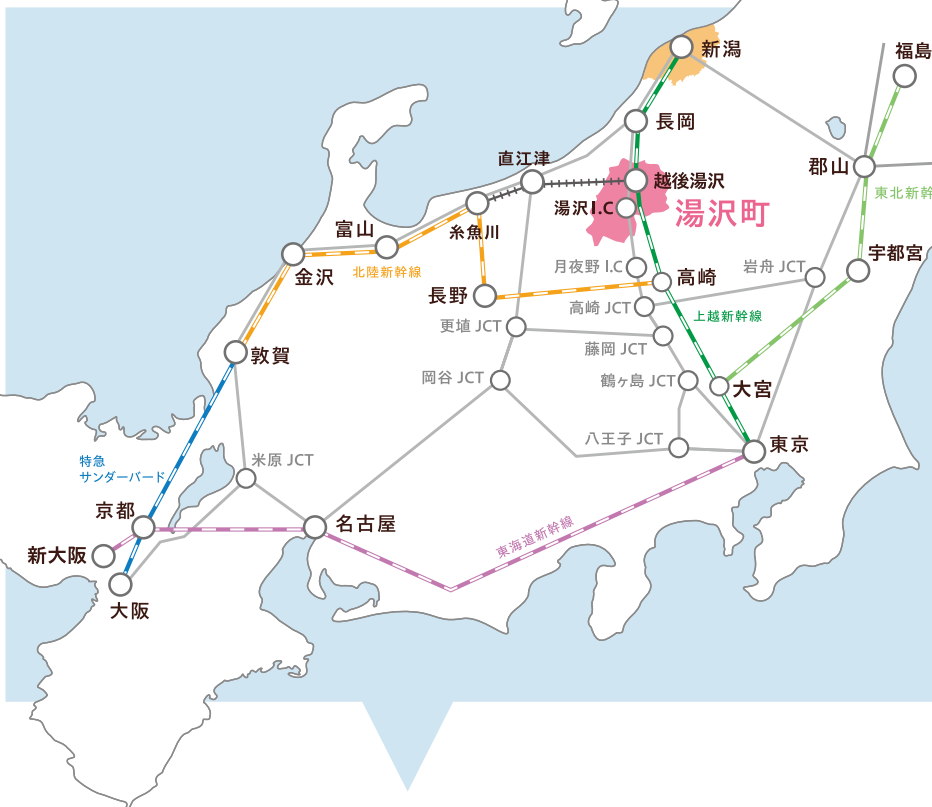 新潟
福島
長岡
直江津
郡山
越後湯沢
東北新幹
湯沢I.C
湯沢町
富山
糸魚川
宇都宮
金沢
北陸新幹線
月夜野 I.C
高崎
岩舟 JCT
長野
高崎 JCT
上越新幹線
更埴 JCT
藤岡 JCT
敦賀
岡谷 JCT
鶴ヶ島 JCT
大宮
八王子 JCT
東京
特急
サンダーバード
米原 JCT
京都
名古屋
東海道新幹線
新大阪
大阪